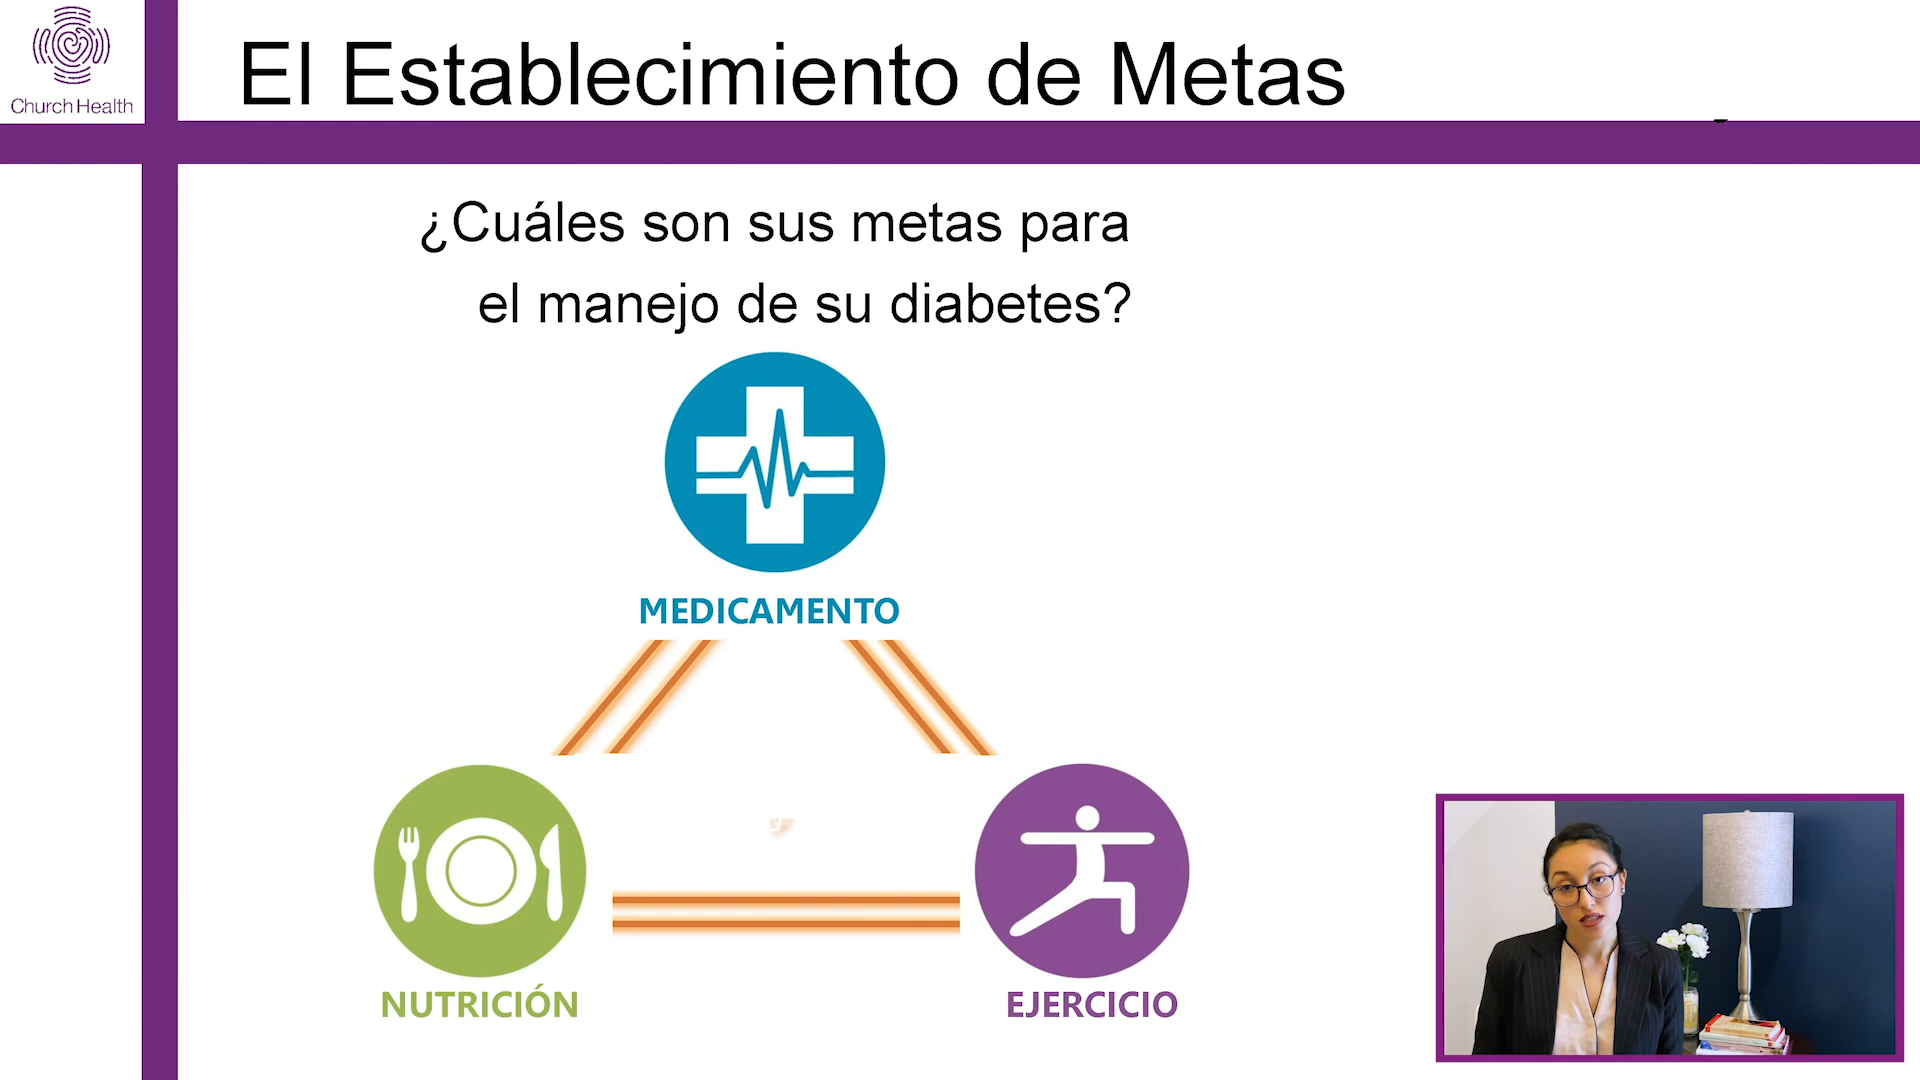 Church Health
El Establecimiento de Metas
¿Cuáles son sus metas para
el manejo de su diabetes?
MEDICAMENTO
NUTRICIÓN
EJERCICIO